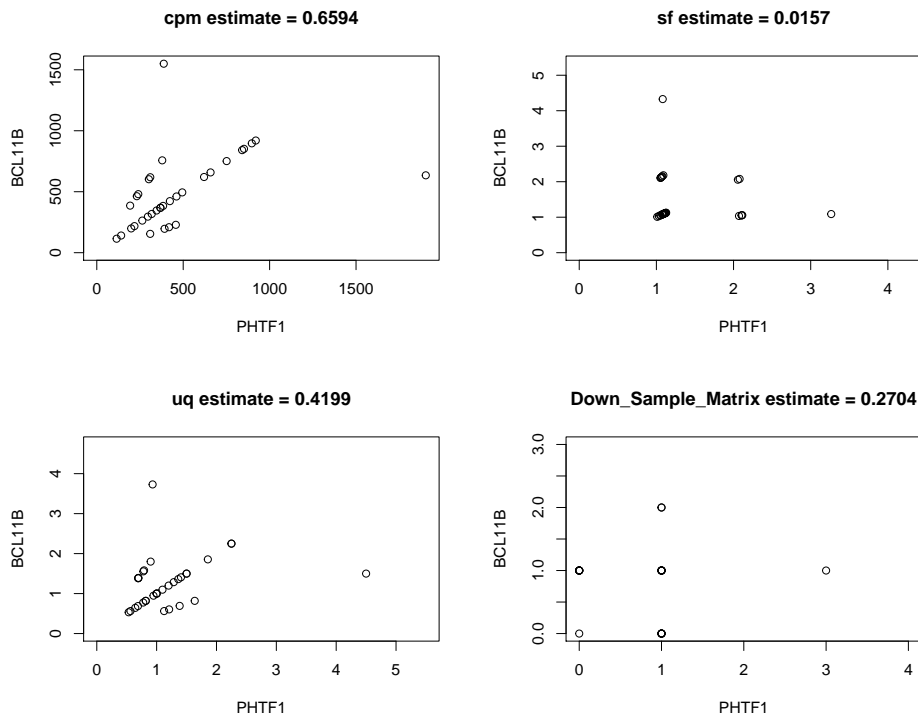 cpm estimate = 0.6594
BCL11B
0 500 1000 1500
0 500 1000 1500
PHTF1
sf estimate = 0.0157
BCL11B
0 1 2 3 4 5
0 1 2 3 4
PHTF1
uq estimate = 0.4199
BCL11B
0 1 2 3 4
0 1 2 3 4 5
PHTF1
Down_Sample_Matrix estimate = 0.2704
BCL11B
0.0 1.0 2.0 3.0
0 1 2 3 4
PHTF1